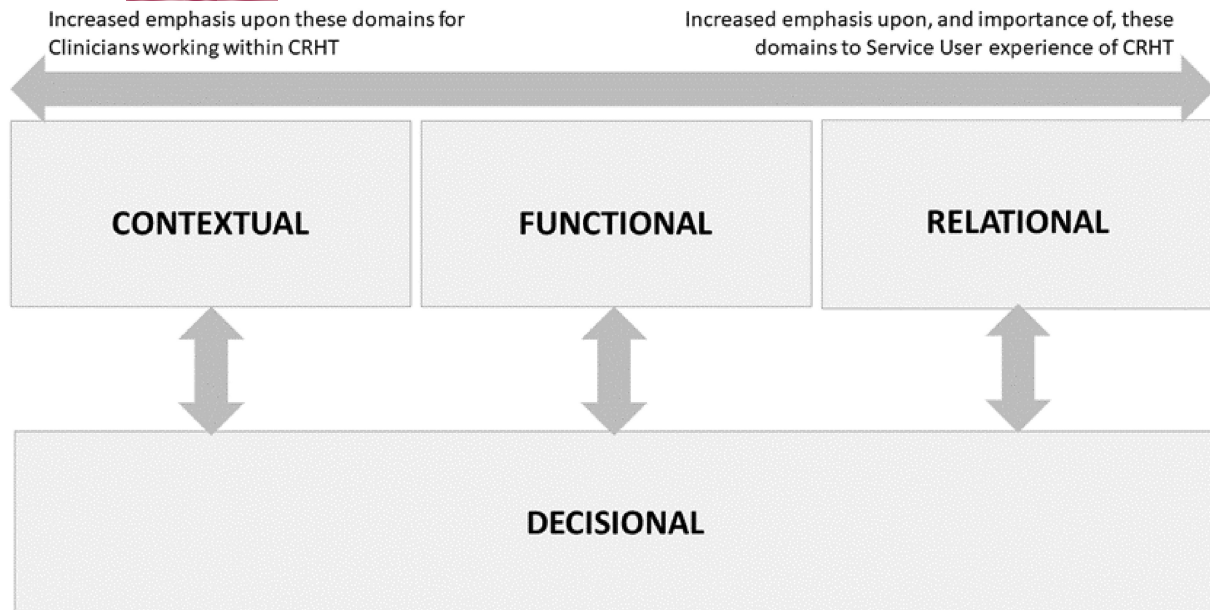 Increased emphasis upon these domains for
Clinicians working within CRHT
Increased emphasis upon, and importance of, these
domains to Service User experience of CRHT
CONTEXTUAL
FUNCTIONAL
RELATIONAL
DECISIONAL